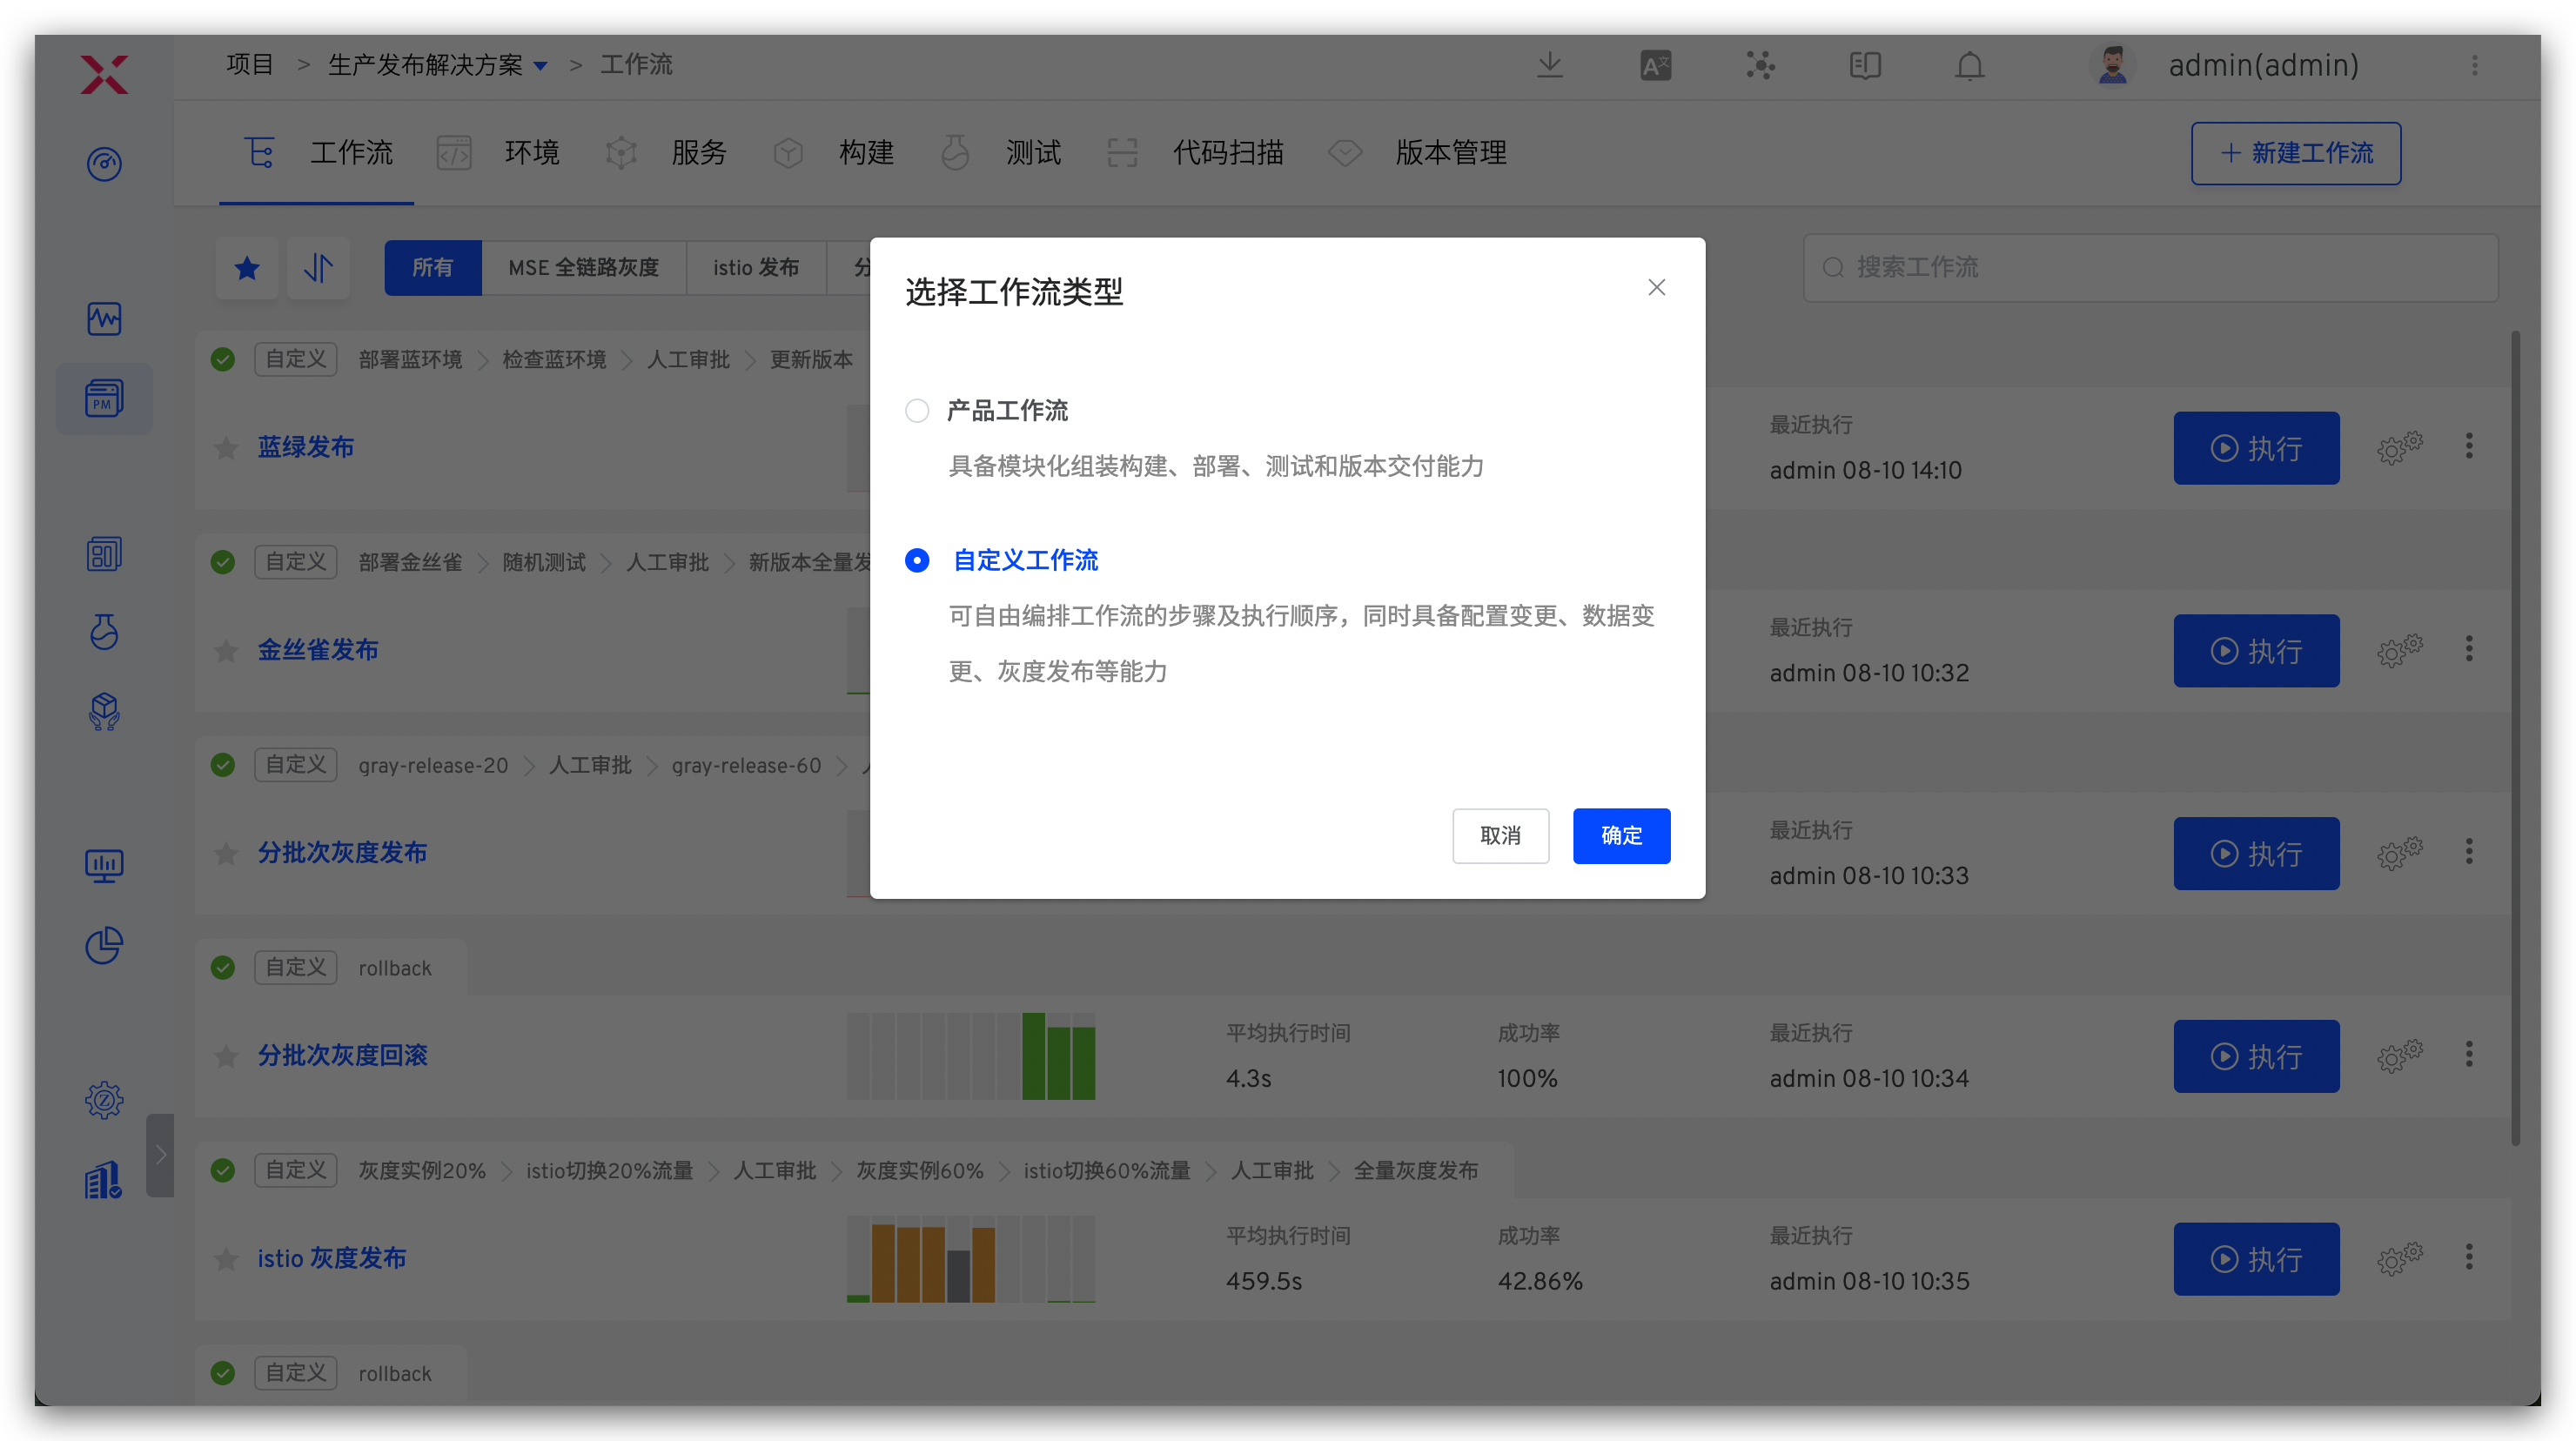 项目 > 生产发布解决方案 > 工作流
admin(admin)
工作流 环境 服务 构建 测试 代码扫描 版本管理
+ 新建工作流
所有 MSE 全链路灰度 istio 发布
搜索工作流
选择工作流类型
产品工作流
具备模块化组装构建、部署、测试和版本交付能力
自定义工作流
可自由编排工作流的步骤及执行顺序，同时具备配置变更、数据变
更、灰度发布等能力
取消 确定
自定义 部署蓝环境 检查蓝环境 人工审批 更新版本
蓝绿发布
最近执行
admin 08-10 14:10
执行
自定义 部署金丝雀 随机测试 人工审批 新版本全量发
金丝雀发布
最近执行
admin 08-10 10:32
执行
自定义 gray-release-20 人工审批 gray-release-60
分批次灰度发布
最近执行
admin 08-10 10:33
执行
自定义 rollback
分批次灰度回滚
平均执行时间 成功率 最近执行
4.3s 100% admin 08-10 10:34
执行
自定义 灰度实例20% istio切换20%流量 人工审批 灰度实例60% istio切换60%流量 人工审批 全量灰度发布
istio 灰度发布
平均执行时间 成功率 最近执行
459.5s 42.86% admin 08-10 10:35
执行
自定义 rollback
PM